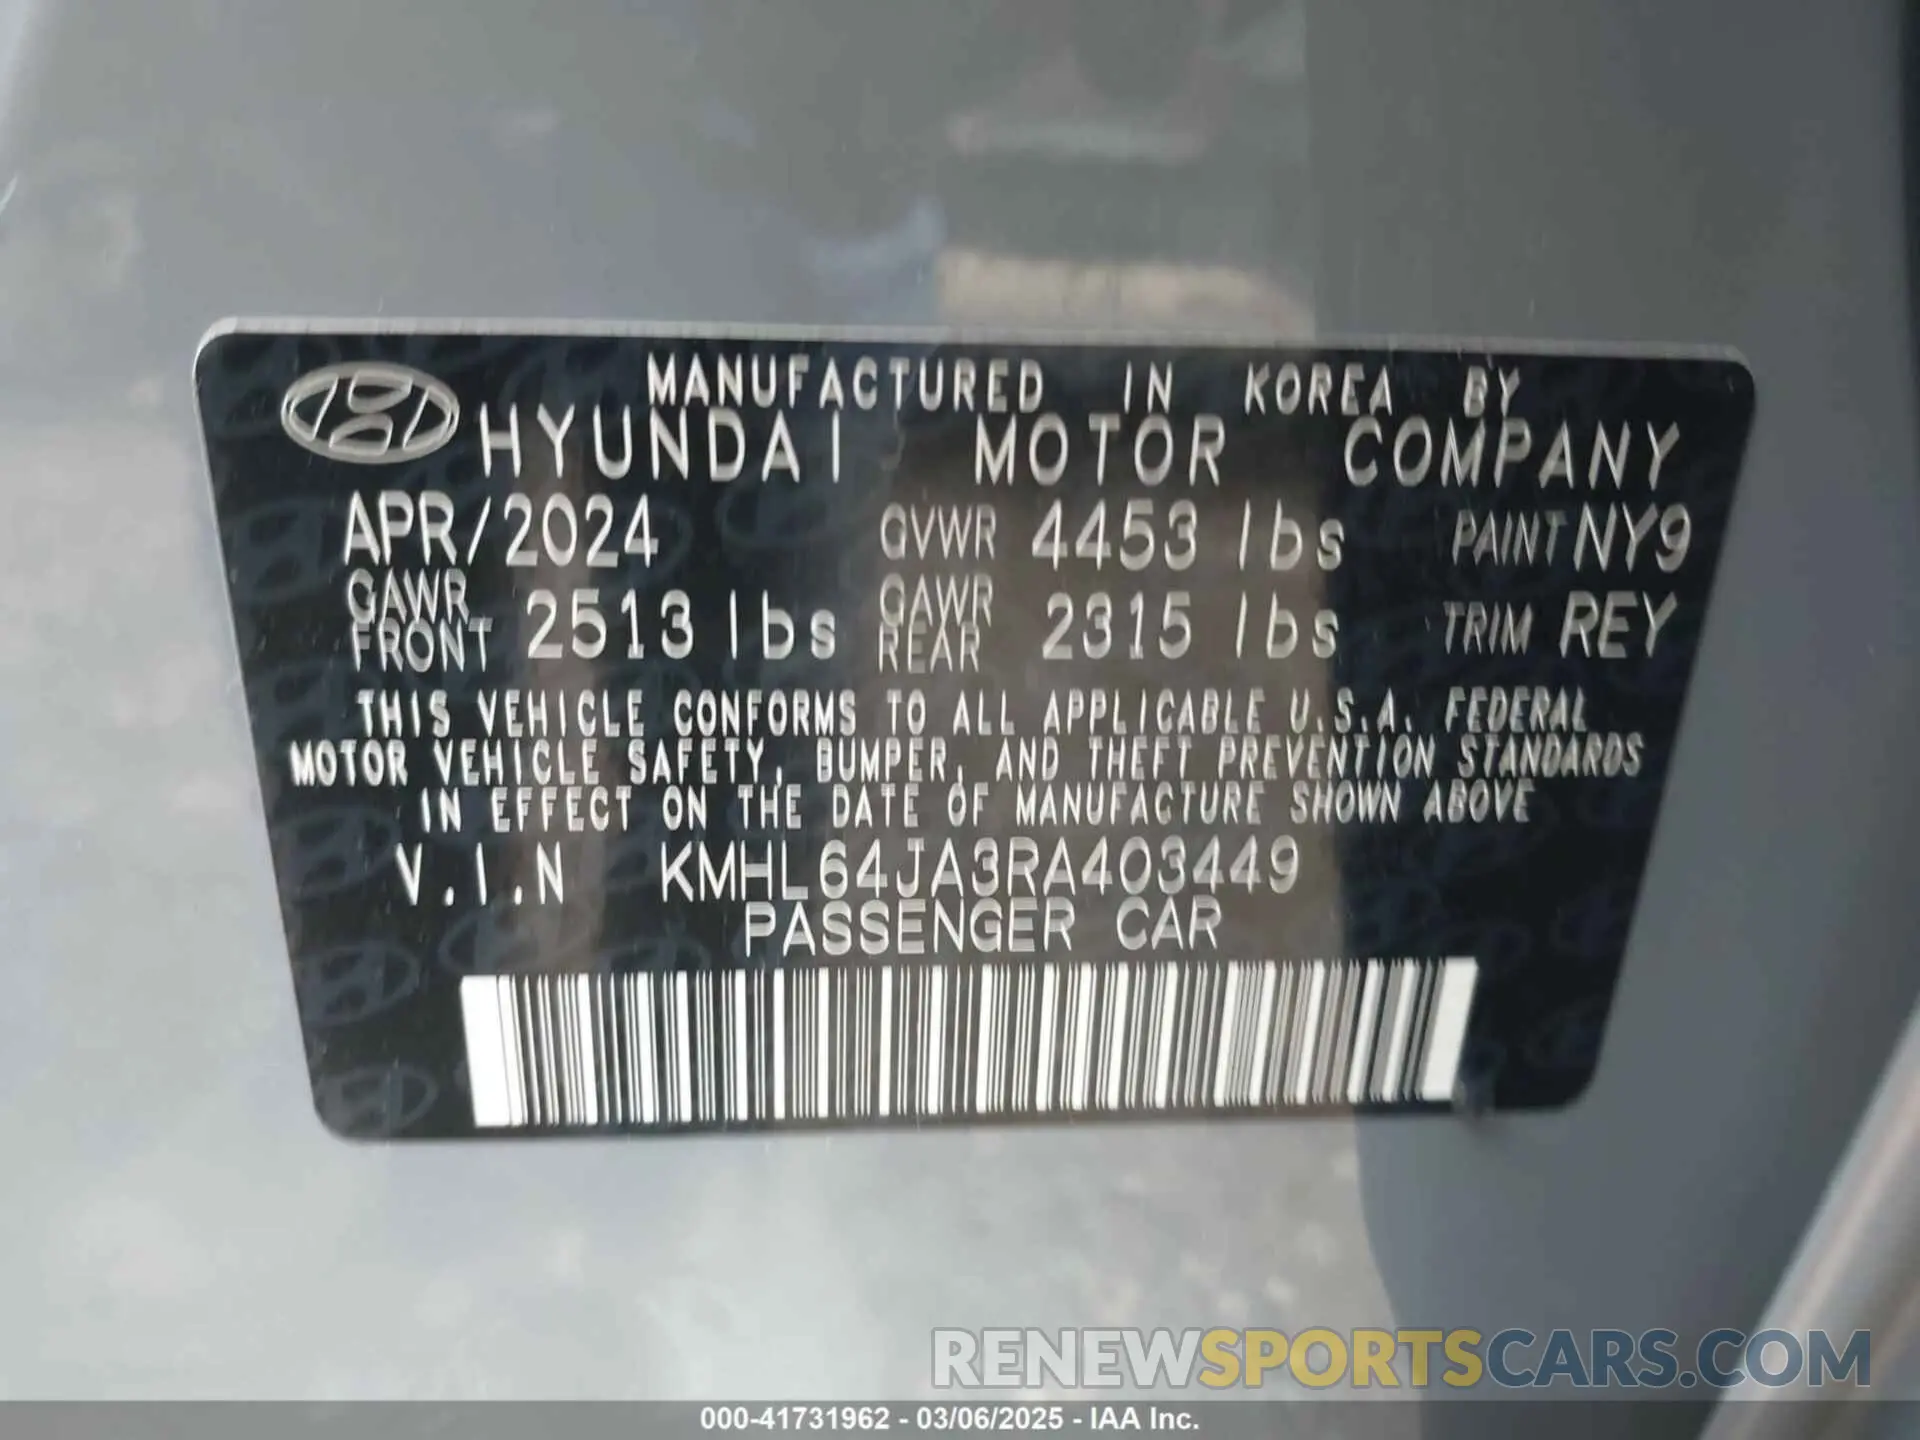 MANUFACTURED IN KOREA BY
HYUNDAI MOTOR COMPANY
APR/2024 GVWR 4453 lbs PAINT NY9
GAWR FRONT 2513 lbs GAWR REAR 2315 lbs TRIM REY
THIS VEHICLE CONFORMS TO ALL APPLICABLE U.S.A. FEDERAL
MOTOR VEHICLE SAFETY, BUMPER, AND THEFT PREVENTION STANDARDS
IN EFFECT ON THE DATE OF MANUFACTURE SHOWN ABOVE
V.I.N KMHL64JA3RA403449
PASSENGER CAR
RENEWSPORTSCARS.COM
000-41731962 - 03/06/2025 - IAA Inc.